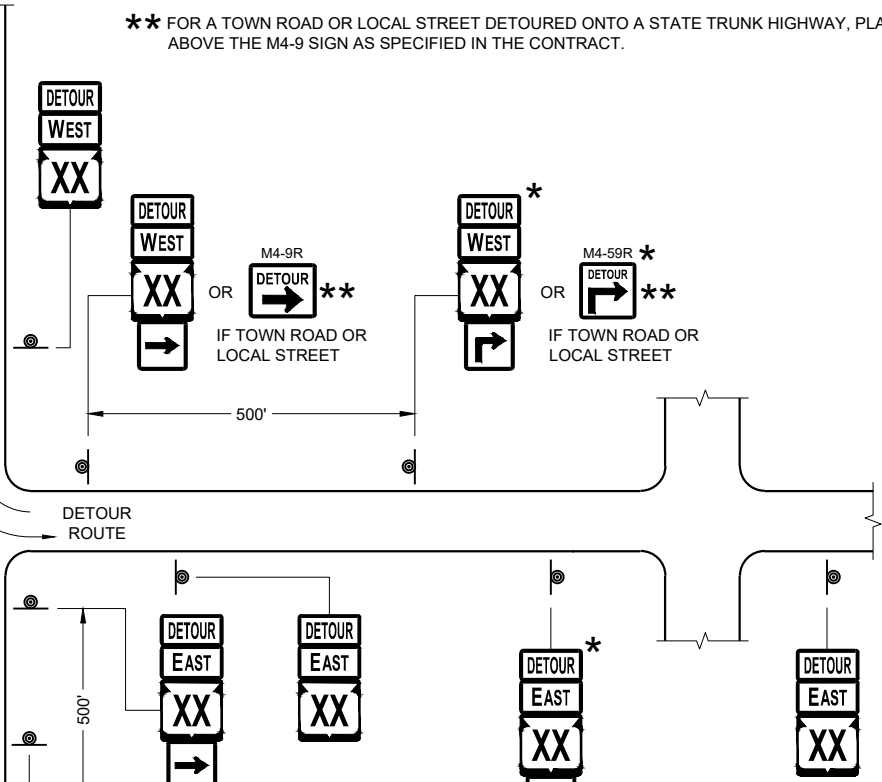 ** FOR A TOWN ROAD OR LOCAL STREET DETOURED ONTO A STATE TRUNK HIGHWAY,
ABOVE THE M4-9 SIGN AS SPECIFIED IN THE CONTRACT.
DETOUR
WEST
XX
DETOUR
WEST
XX
OR
M4-9R
DETOUR
**
IF TOWN ROAD OR
LOCAL STREET
DETOUR
*
WEST
XX
OR
M4-59R *
DETOUR
**
IF TOWN ROAD OR
LOCAL STREET
500'
DETOUR
ROUTE
DETOUR
EAST
XX
DETOUR
EAST
XX
DETOUR
*
EAST
XX
DETOUR
EAST
XX
500'